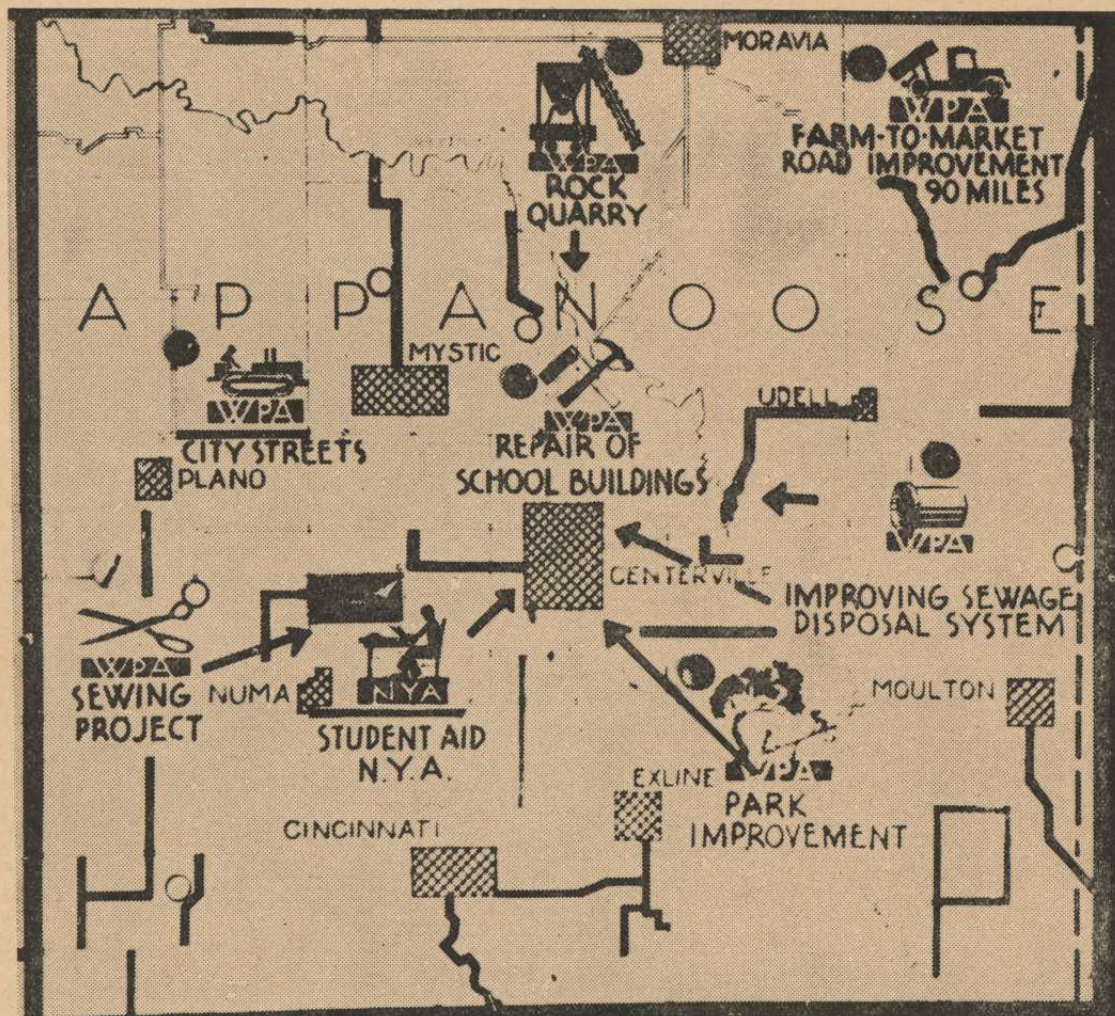 MORAVIA
WPA
ROCK
QUARRY
WPA
FARM-TO-MARKET
ROAD IMPROVEMENT
90 MILES
APPANOOSE
MYSTIC
WPA
CITY STREETS
PLANO
WPA
REPAIR OF
SCHOOL BUILDINGS
UDELL
WPA
IMPROVING SEWAGE
DISPOSAL SYSTEM
CENTERVILLE
WPA
SEWING
PROJECT
NUMA
NYA
STUDENT AID
N.Y.A.
MOULTON
EXLINE
WPA
PARK
IMPROVEMENT
CINCINNATI